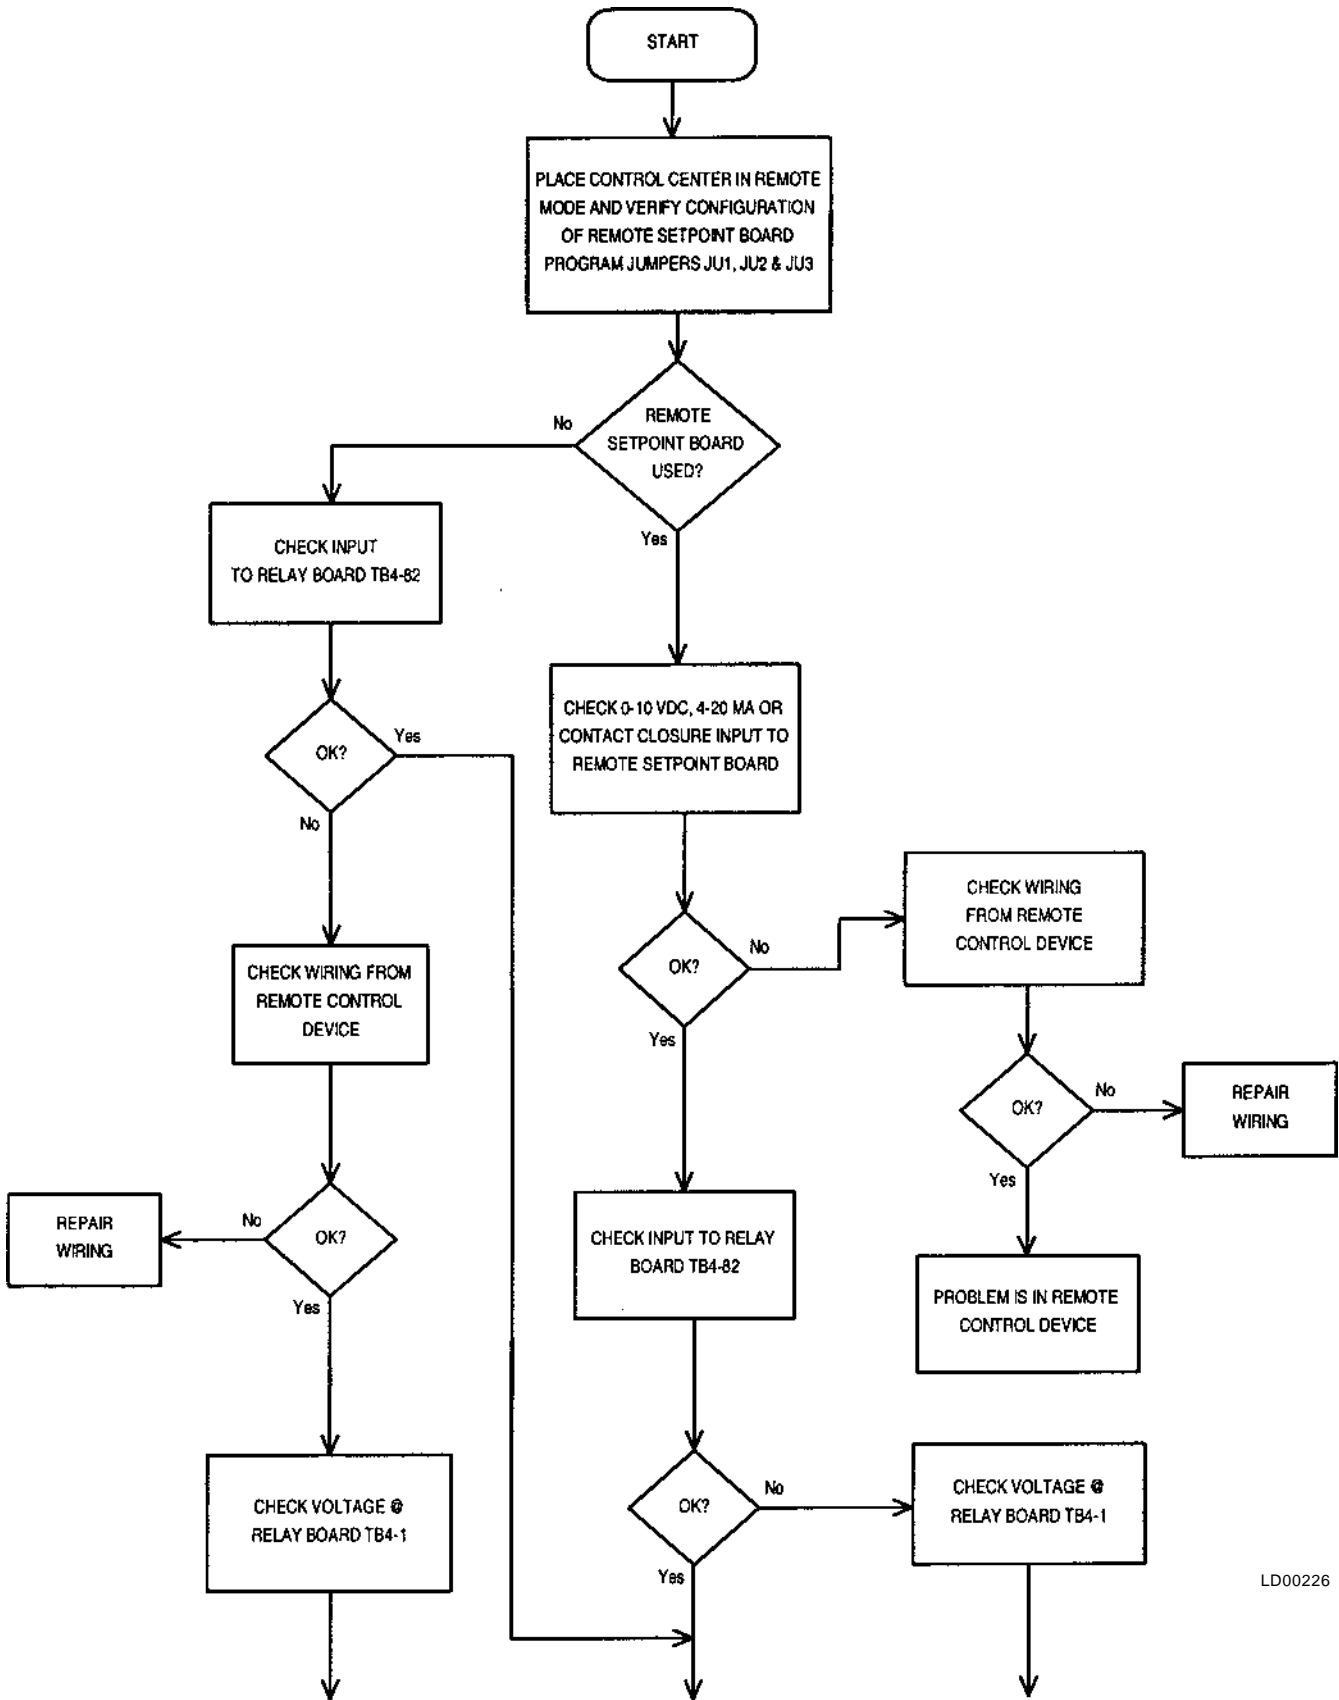 START
PLACE CONTROL CENTER IN REMOTE
MODE AND VERIFY CONFIGURATION
OF REMOTE SETPOINT BOARD
PROGRAM JUMPERS JU1, JU2 & JU3
REMOTE
SETPOINT BOARD
USED?
No
Yes
CHECK INPUT
TO RELAY BOARD TB4-82
OK?
Yes
No
CHECK 0-10 VDC, 4-20 MA OR
CONTACT CLOSURE INPUT TO
REMOTE SETPOINT BOARD
CHECK WIRING
FROM REMOTE
CONTROL DEVICE
OK?
No
Yes
CHECK WIRING FROM
REMOTE CONTROL
DEVICE
OK?
No
Yes
REPAIR
WIRING
REPAIR
WIRING
OK?
No
Yes
CHECK INPUT TO RELAY
BOARD TB4-82
PROBLEM IS IN REMOTE
CONTROL DEVICE
CHECK VOLTAGE @
RELAY BOARD TB4-1
OK?
No
Yes
CHECK VOLTAGE @
RELAY BOARD TB4-1
LD00226